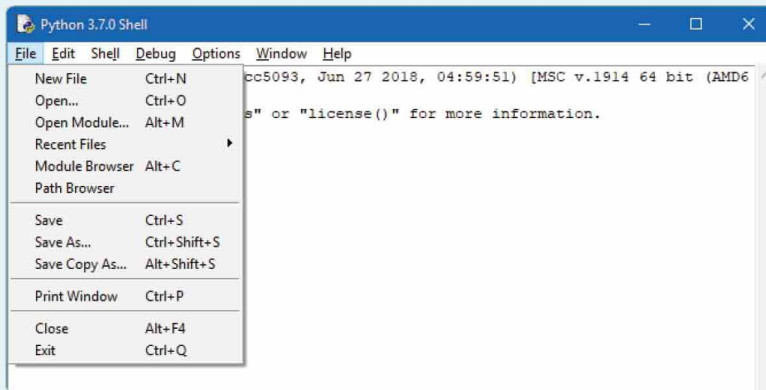 Python 3.7.0 Shell
File Edit Shell Debug Options Window Help
New File Ctrl+N
Open... Ctrl+O
Open Module... Alt+M
Recent Files
Module Browser Alt+C
Path Browser
Save Ctrl+S
Save As... Ctrl+Shift+S
Save Copy As... Alt+Shift+S
Print Window Ctrl+P
Close Alt+F4
Exit Ctrl+Q
cc5093, Jun 27 2018, 04:59:51) [MSC v.1914 64 bit (AMD6
s" or "license()" for more information.